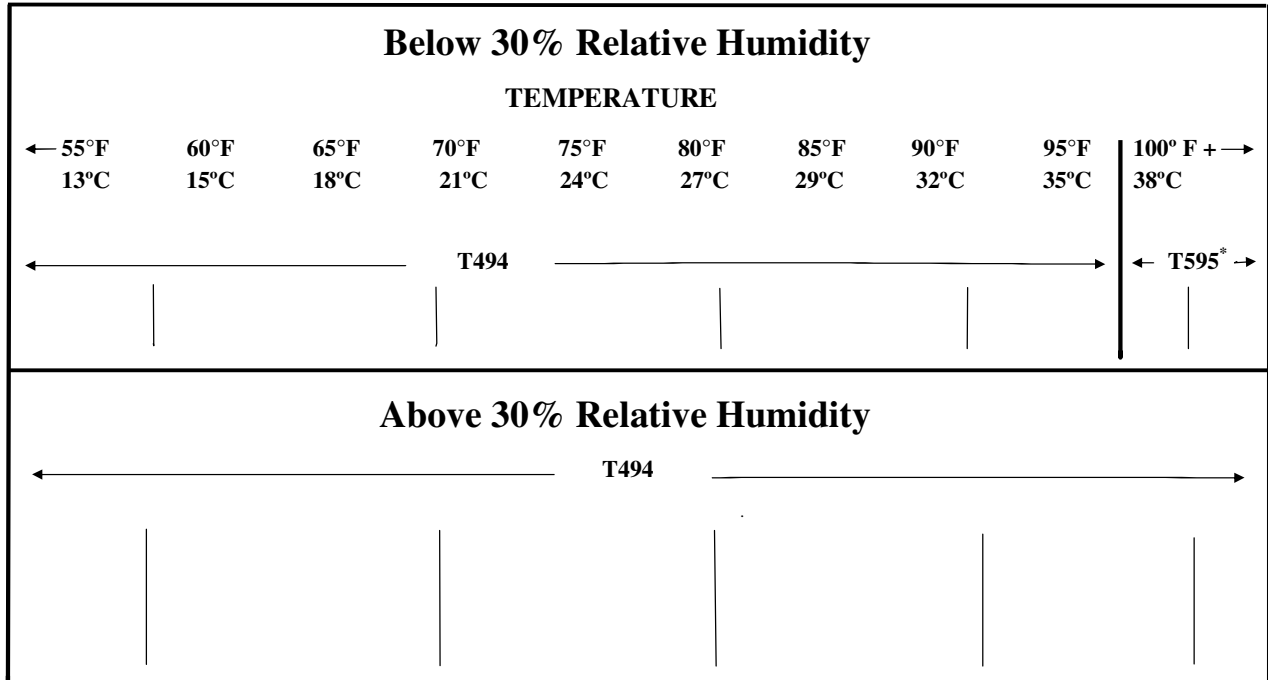 Below 30% Relative Humidity
TEMPERATURE
55°F 60°F 65°F 70°F 75°F 80°F 85°F 90°F 95°F 100º F +
13ºC 15ºC 18ºC 21ºC 24ºC 27ºC 29ºC 32ºC 35ºC 38ºC
T494 T595*
Above 30% Relative Humidity
T494